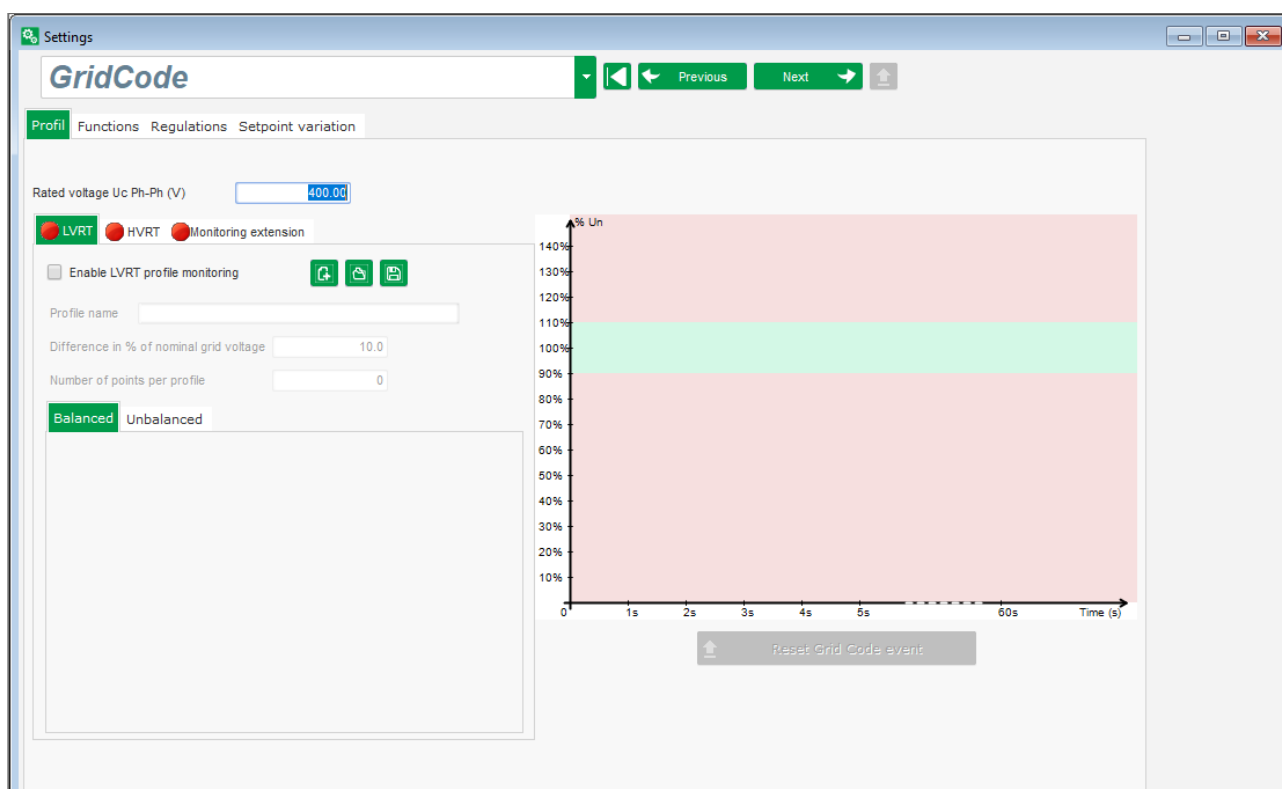 Settings
GridCode
Previous
Next
Profil Functions Regulations Setpoint variation
Rated voltage Uc Ph-Ph (V) 400.00
LVRT HVRT Monitoring extension
Enable LVRT profile monitoring
Profile name
Difference in % of nominal grid voltage 10.0
Number of points per profile 0
Balanced Unbalanced
% Un
140%
130%
120%
110%
100%
90%
80%
70%
60%
50%
40%
30%
20%
10%
0 1s 2s 3s 4s 5s 60s Time (s)
Reset Grid Code event